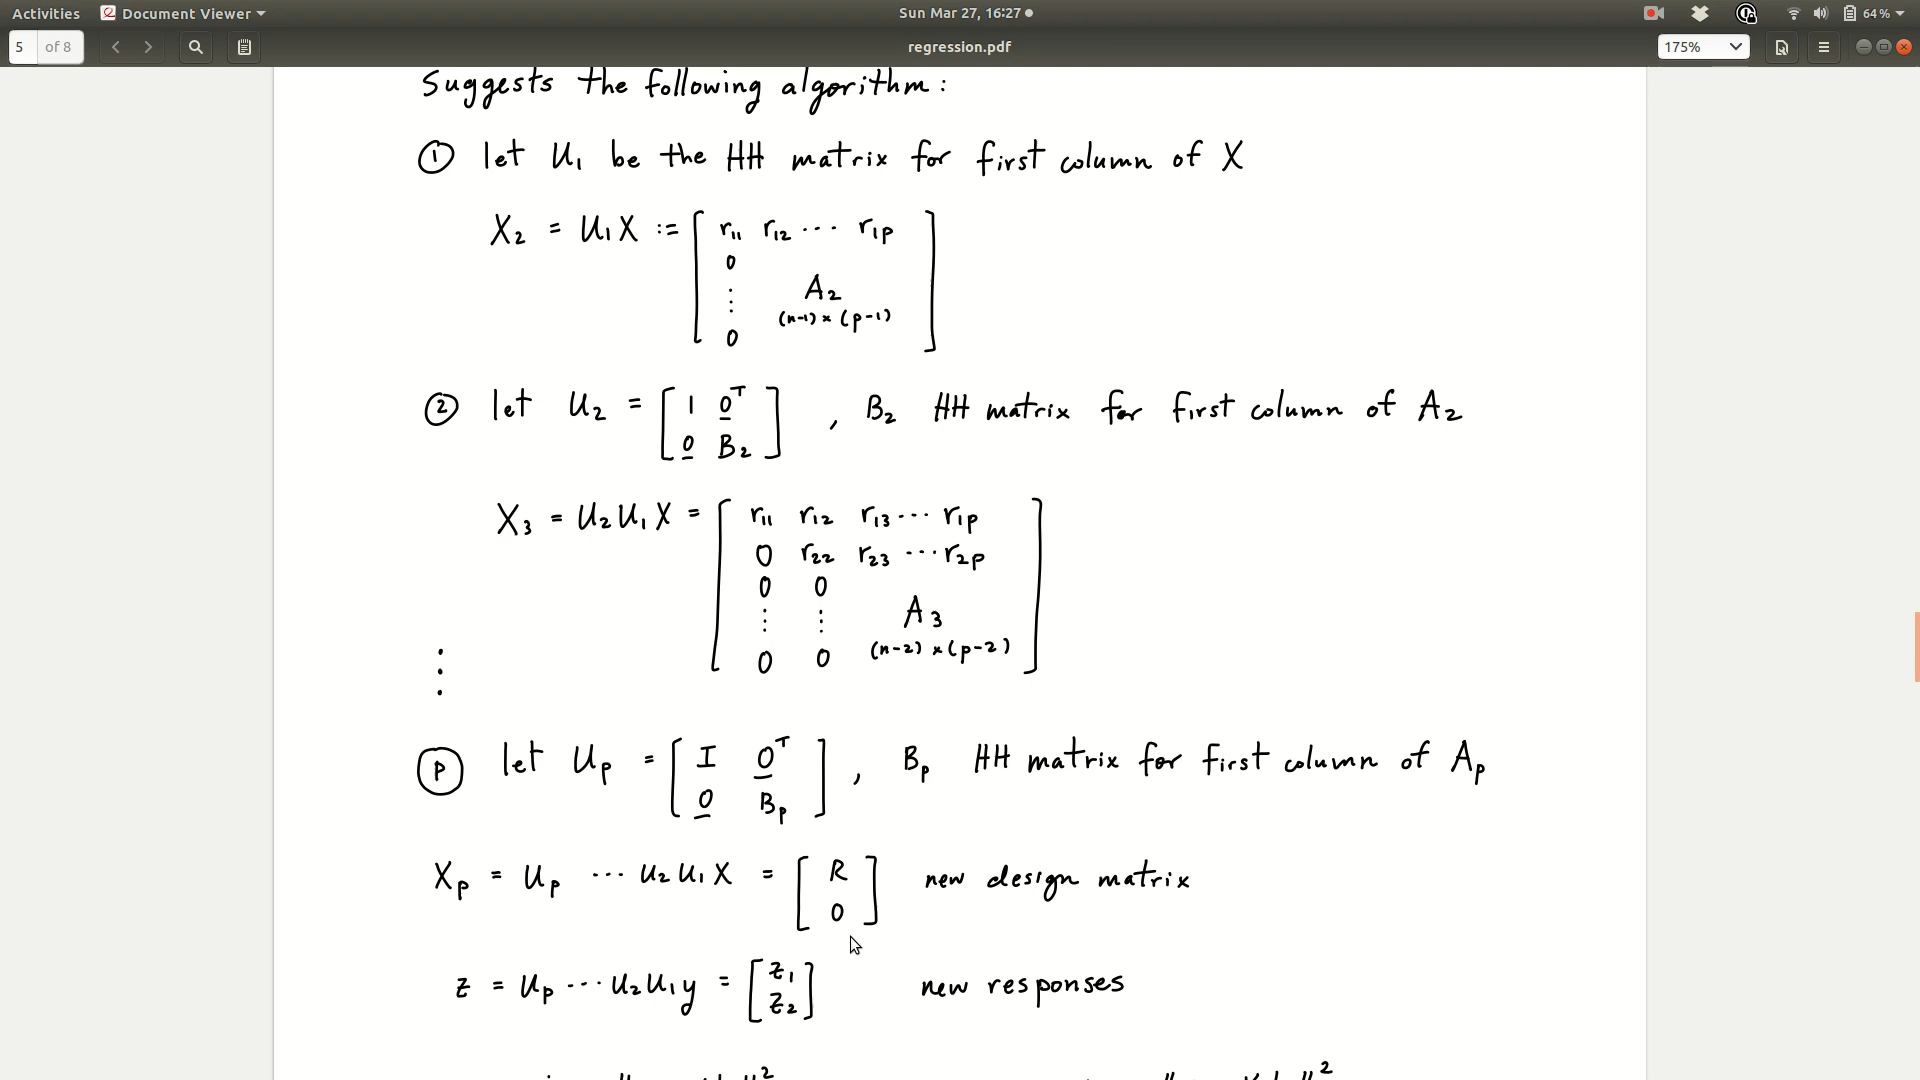 Activities Document Viewer Sun Mar 27, 16:27 64 %
5 of 8 regression.pdf 175%
Suggests the following algorithm:
① let U₁ be the HH matrix for first column of X
X₂ = U₁X := [ r₁₁ r₁₂ ⋯ r₁ₚ
0
⋮ A₂
(n-1) × (p-1)
0 ]
② let U₂ = [ 1 0ᵀ
0 B₂ ] , B₂ HH matrix for first column of A₂
X₃ = U₂U₁X = [ r₁₁ r₁₂ r₁₃ ⋯ r₁ₚ
0 r₂₂ r₂₃ ⋯ r₂ₚ
0 0
⋮ ⋮ A₃
(n-2) × (p-2)
0 0 ]
⋮
Ⓟ let Uₚ = [ I 0ᵀ
0 Bₚ ] , Bₚ HH matrix for first column of Aₚ
Xₚ = Uₚ ⋯ U₂U₁X = [ R
0 ] new design matrix
z = Uₚ ⋯ U₂U₁y = [ z₁
z₂ ] new responses